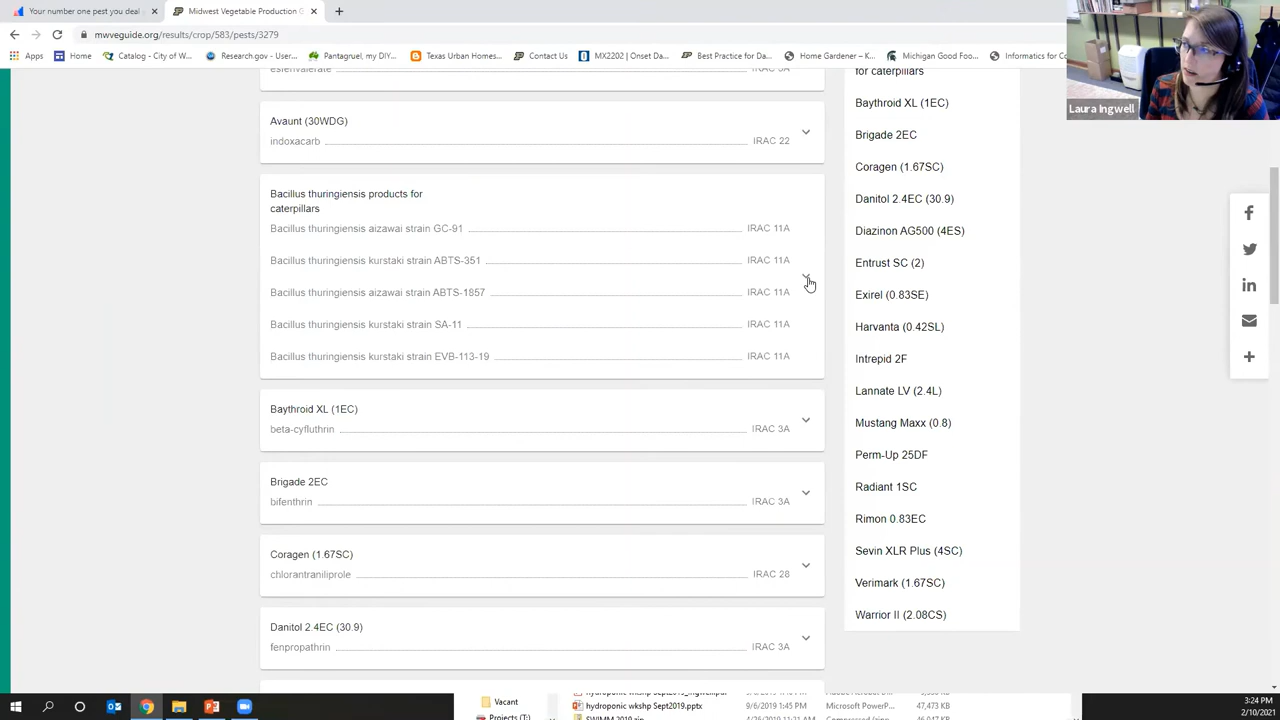 Your number one pest you deal
Midwest Vegetable Production G
mwveguide.org/results/crop/583/pests/3279
Apps
Home
Catalog - City of W...
Research.gov - User...
Pantagruel, my DIY...
Texas Urban Homes...
Contact Us
MX2202 | Onset Da...
Best Practice for Da...
Home Gardener – K...
Michigan Good Foo...
Informatics for Co
Laura Ingwell
esfenvalerate IRAC 3A
Avaunt (30WDG)
indoxacarb IRAC 22
Bacillus thuringiensis products for
caterpillars
Bacillus thuringiensis aizawai strain GC-91 IRAC 11A
Bacillus thuringiensis kurstaki strain ABTS-351 IRAC 11A
Bacillus thuringiensis aizawai strain ABTS-1857 IRAC 11A
Bacillus thuringiensis kurstaki strain SA-11 IRAC 11A
Bacillus thuringiensis kurstaki strain EVB-113-19 IRAC 11A
Baythroid XL (1EC)
beta-cyfluthrin IRAC 3A
Brigade 2EC
bifenthrin IRAC 3A
Coragen (1.67SC)
chlorantraniliprole IRAC 28
Danitol 2.4EC (30.9)
fenpropathrin IRAC 3A
for caterpillars
Baythroid XL (1EC)
Brigade 2EC
Coragen (1.67SC)
Danitol 2.4EC (30.9)
Diazinon AG500 (4ES)
Entrust SC (2)
Exirel (0.83SE)
Harvanta (0.42SL)
Intrepid 2F
Lannate LV (2.4L)
Mustang Maxx (0.8)
Perm-Up 25DF
Radiant 1SC
Rimon 0.83EC
Sevin XLR Plus (4SC)
Verimark (1.67SC)
Warrior II (2.08CS)
Vacant
Projects (T:)
hydroponic wkshp Sept2019.pptx 9/6/2019 1:45 PM Microsoft PowerPoint... 47,473 KB
SWIMM 2019.zip
3:24 PM
2/10/2021